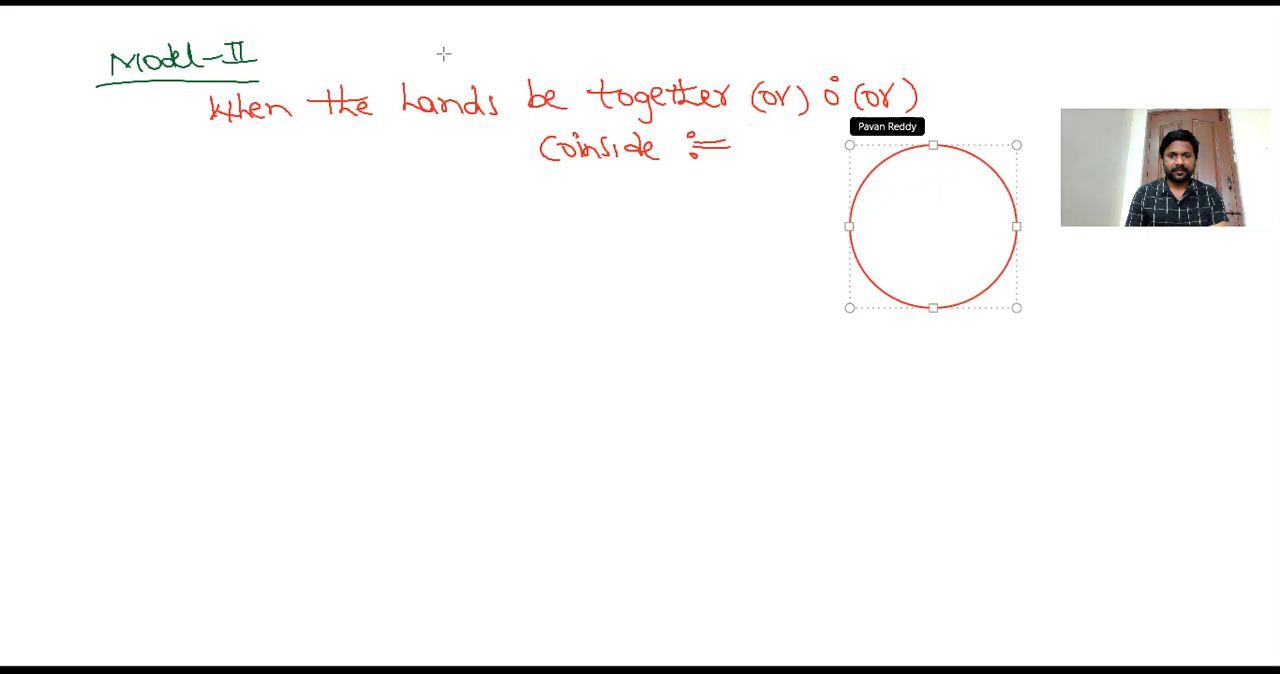 Model-II
When the hands be together (or) 0° (or)
Coinside :=
Pavan Reddy